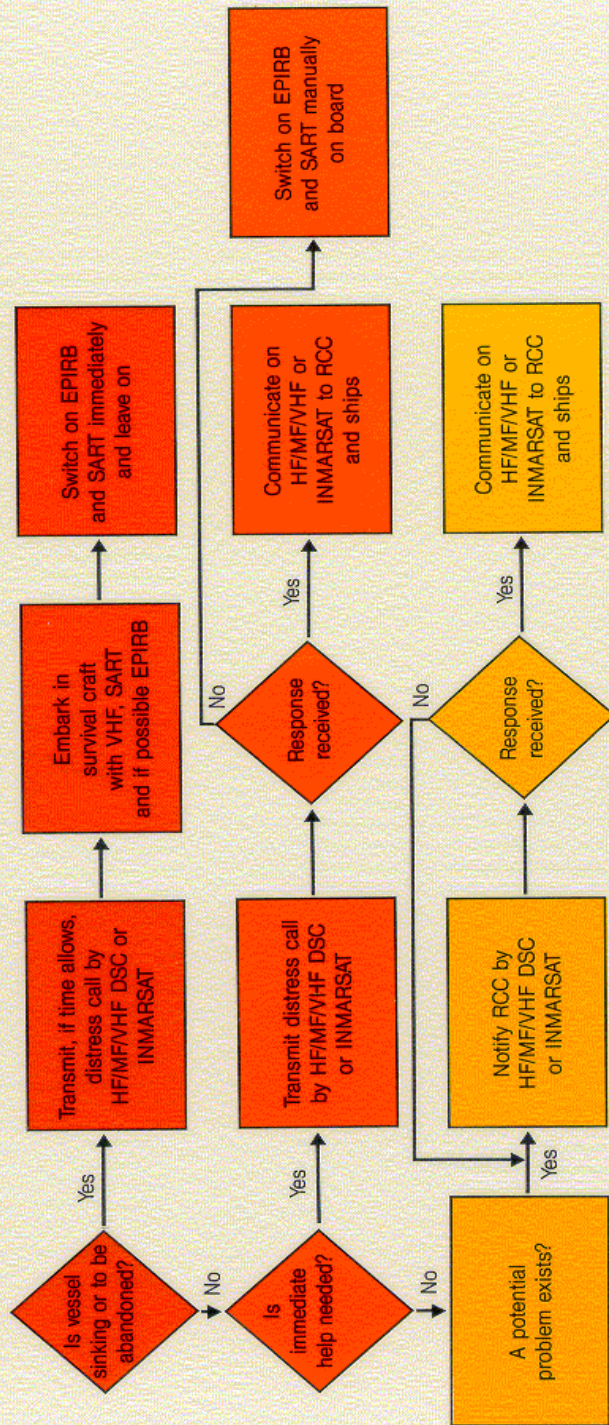 Is vessel
sinking or to be
abandoned?
Yes
Transmit, if time allows,
distress call by
HF/MF/VHF DSC or
INMARSAT
Embark in
survival craft
with VHF, SART
and if possible EPIRB
Switch on EPIRB
and SART immediately
and leave on
No
Is
immediate
help needed?
Yes
Transmit distress call
by HF/MF/VHF DSC
or INMARSAT
Response
received?
No
Yes
Communicate on
HF/MF/VHF or
INMARSAT to RCC
and ships
Switch on EPIRB
and SART manually
on board
No
A potential
problem exists?
Yes
Notify RCC by
HF/MF/VHF DSC
or INMARSAT
Response
received?
No
Yes
Communicate on
HF/MF/VHF or
INMARSAT to RCC
and ships